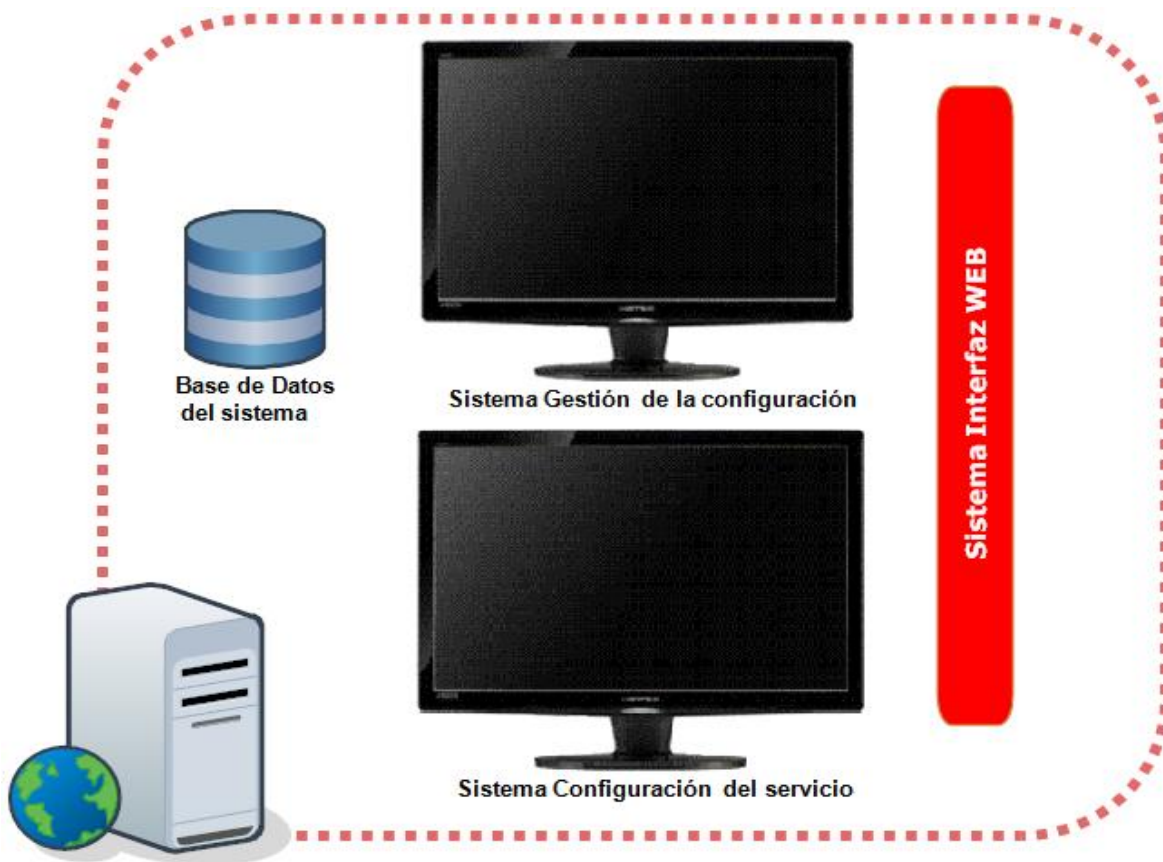 Base de Datos
del sistema
Sistema Gestión de la configuración
Sistema Configuración del servicio
Sistema Interfaz WEB